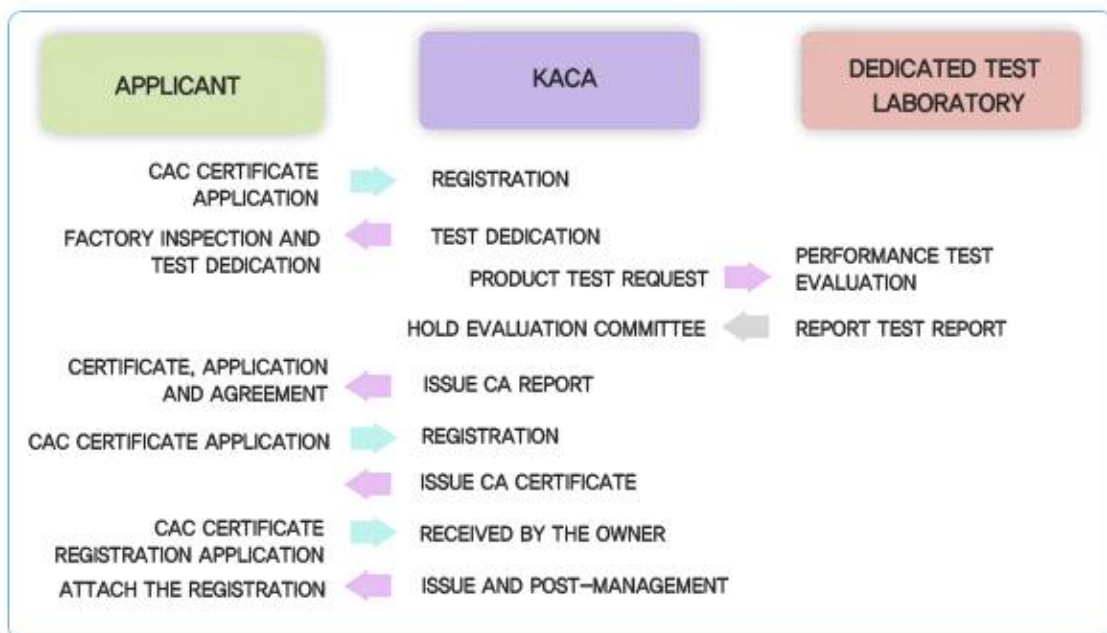 APPLICANT
KACA
DEDICATED TEST
LABORATORY
CAC CERTIFICATE
APPLICATION
REGISTRATION
FACTORY INSPECTION AND
TEST DEDICATION
TEST DEDICATION
PRODUCT TEST REQUEST
PERFORMANCE TEST
EVALUATION
HOLD EVALUATION COMMITTEE
REPORT TEST REPORT
CERTIFICATE, APPLICATION
AND AGREEMENT
ISSUE CA REPORT
CAC CERTIFICATE APPLICATION
REGISTRATION
ISSUE CA CERTIFICATE
CAC CERTIFICATE
REGISTRATION APPLICATION
RECEIVED BY THE OWNER
ATTACH THE REGISTRATION
ISSUE AND POST-MANAGEMENT